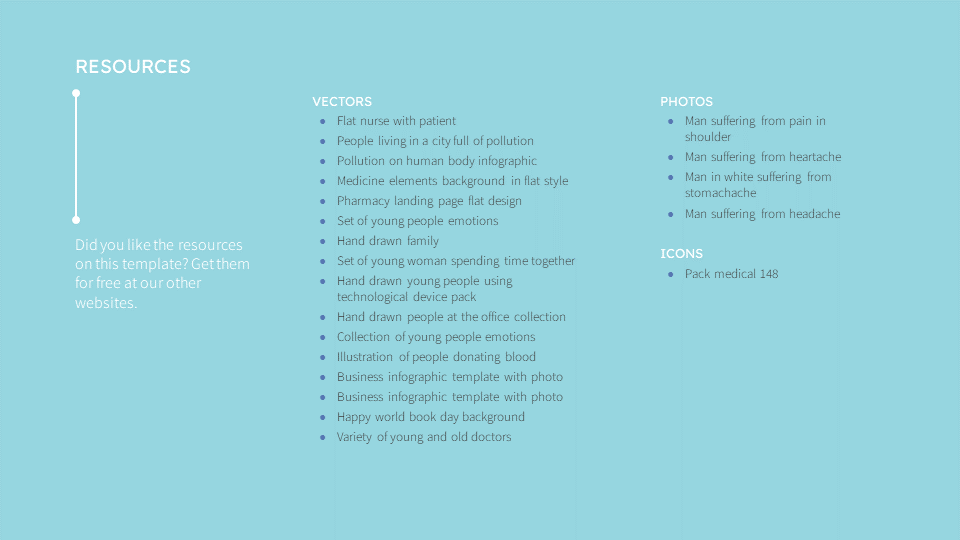 RESOURCES
Did you like the resources
on this template? Get them
for free at our other
websites.
VECTORS
● Flat nurse with patient
● People living in a city full of pollution
● Pollution on human body infographic
● Medicine elements background in flat style
● Pharmacy landing page flat design
● Set of young people emotions
● Hand drawn family
● Set of young woman spending time together
● Hand drawn young people using
technological device pack
● Hand drawn people at the office collection
● Collection of young people emotions
● Illustration of people donating blood
● Business infographic template with photo
● Business infographic template with photo
● Happy world book day background
● Variety of young and old doctors
PHOTOS
● Man suffering from pain in
shoulder
● Man suffering from heartache
● Man in white suffering from
stomachache
● Man suffering from headache
ICONS
● Pack medical 148